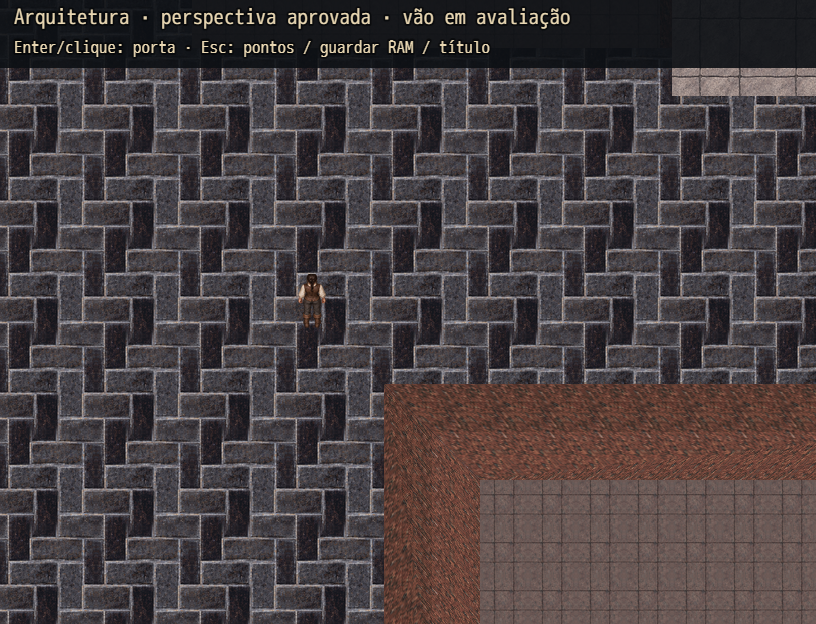 Arquitetura · perspectiva aprovada · vão em avaliação
Enter/clique: porta · Esc: pontos / guardar RAM / título